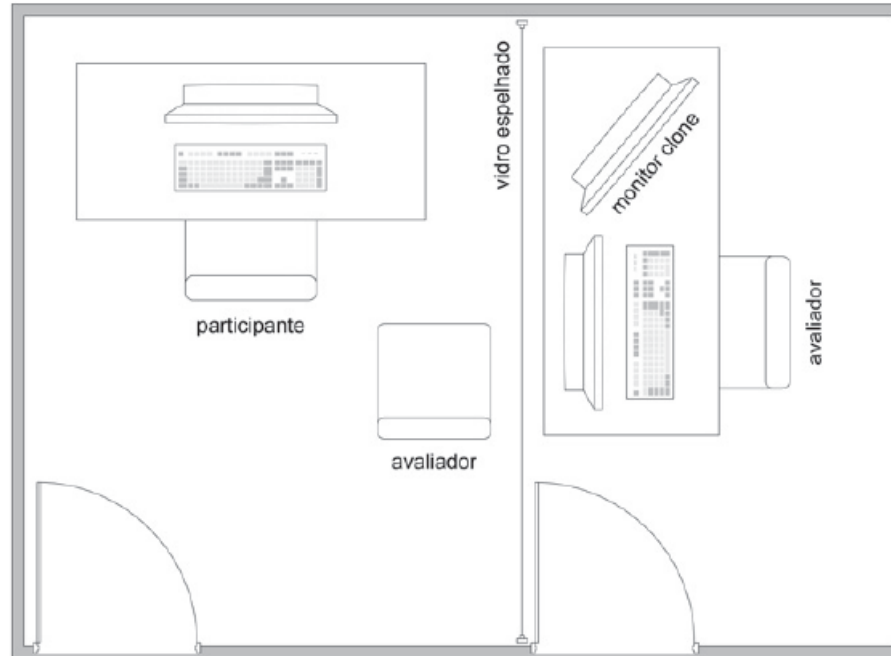 participante
avaliador
vidro espelhado
monitor clone
avaliador